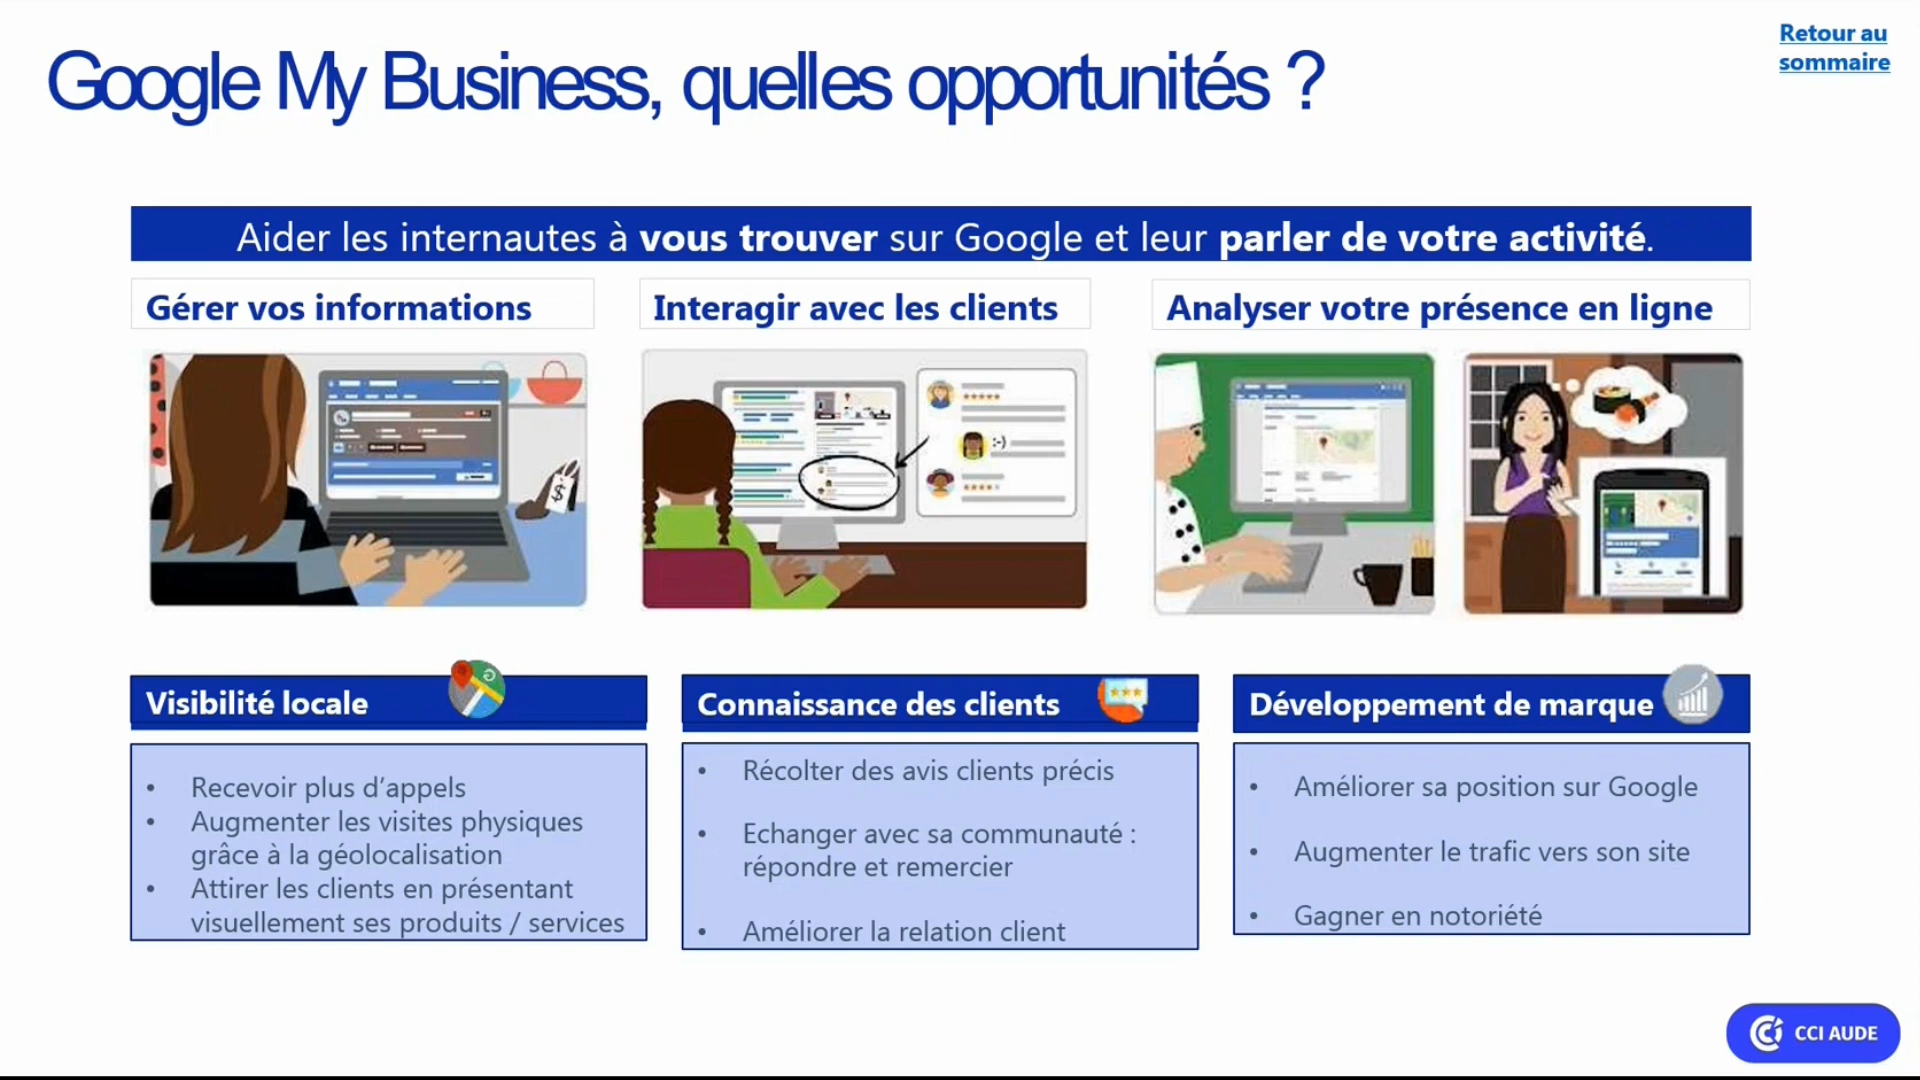 Retour au
sommaire
Google My Business, quelles opportunités ?
Aider les internautes à vous trouver sur Google et leur parler de votre activité.
Gérer vos informations
Interagir avec les clients
Analyser votre présence en ligne
:-)
$
Visibilité locale
• Recevoir plus d’appels
• Augmenter les visites physiques
grâce à la géolocalisation
• Attirer les clients en présentant
visuellement ses produits / services
Connaissance des clients
• Récolter des avis clients précis
• Echanger avec sa communauté :
répondre et remercier
• Améliorer la relation client
Développement de marque
• Améliorer sa position sur Google
• Augmenter le trafic vers son site
• Gagner en notoriété
CCI AUDE